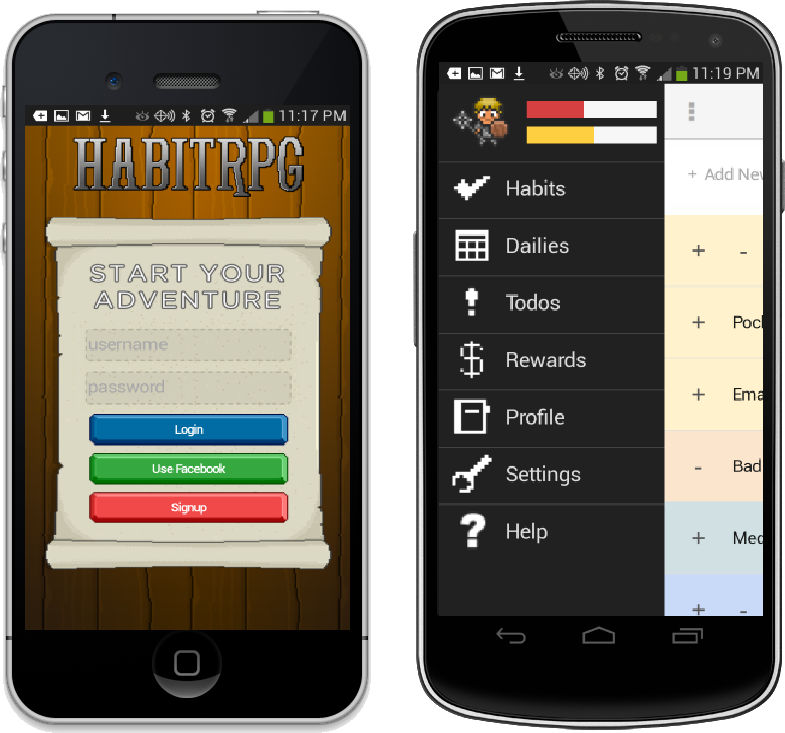 11:17 PM
HABITRPG
START YOUR
ADVENTURE
username
password
Login
Use Facebook
Signup
11:19 PM
Habits
Dailies
Todos
Rewards
Profile
Settings
Help
+ Add New
+ -
+ Pock
+ Ema
- Bad
+ Med
+ -